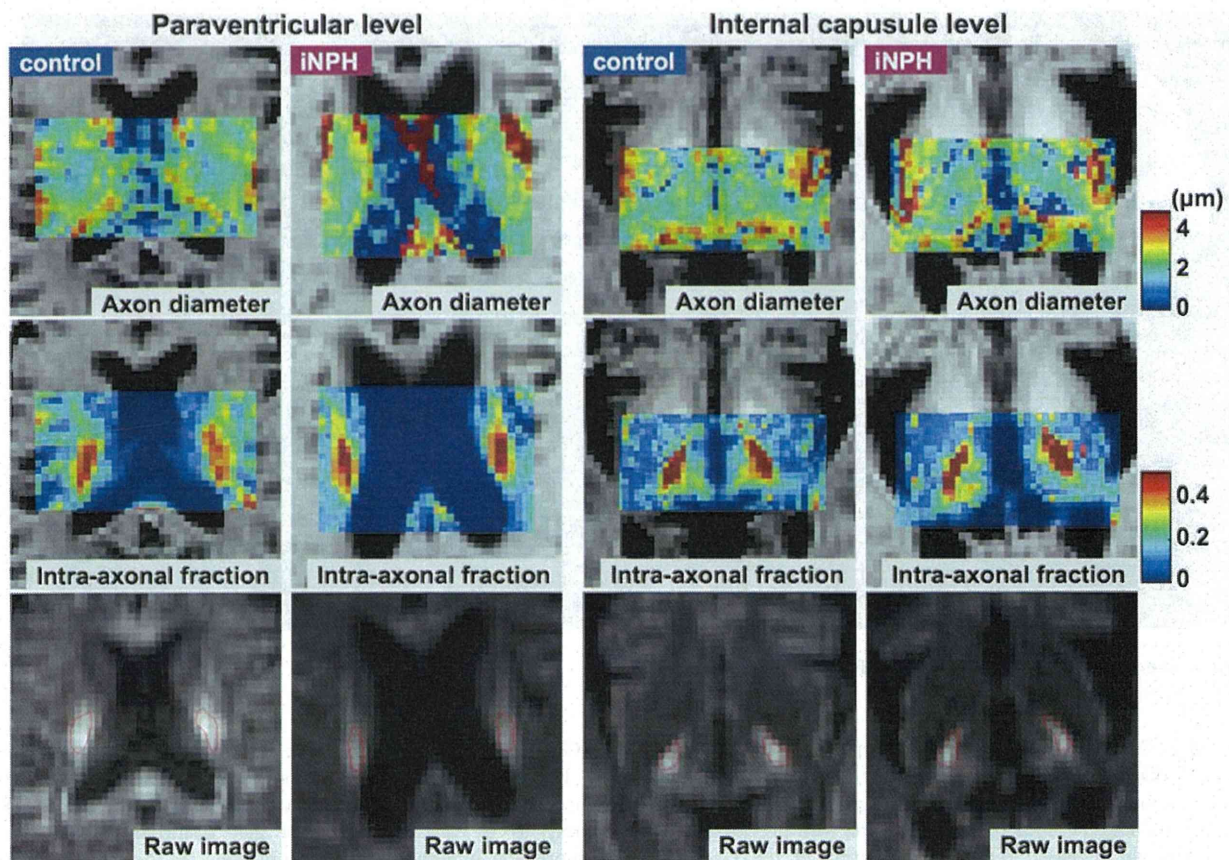 Paraventricular level
Internal capusule level
control
iNPH
control
iNPH
(μm)
4
2
0
Axon diameter
Axon diameter
Axon diameter
Axon diameter
0.4
0.2
0
Intra-axonal fraction
Intra-axonal fraction
Intra-axonal fraction
Intra-axonal fraction
Raw image
Raw image
Raw image
Raw image